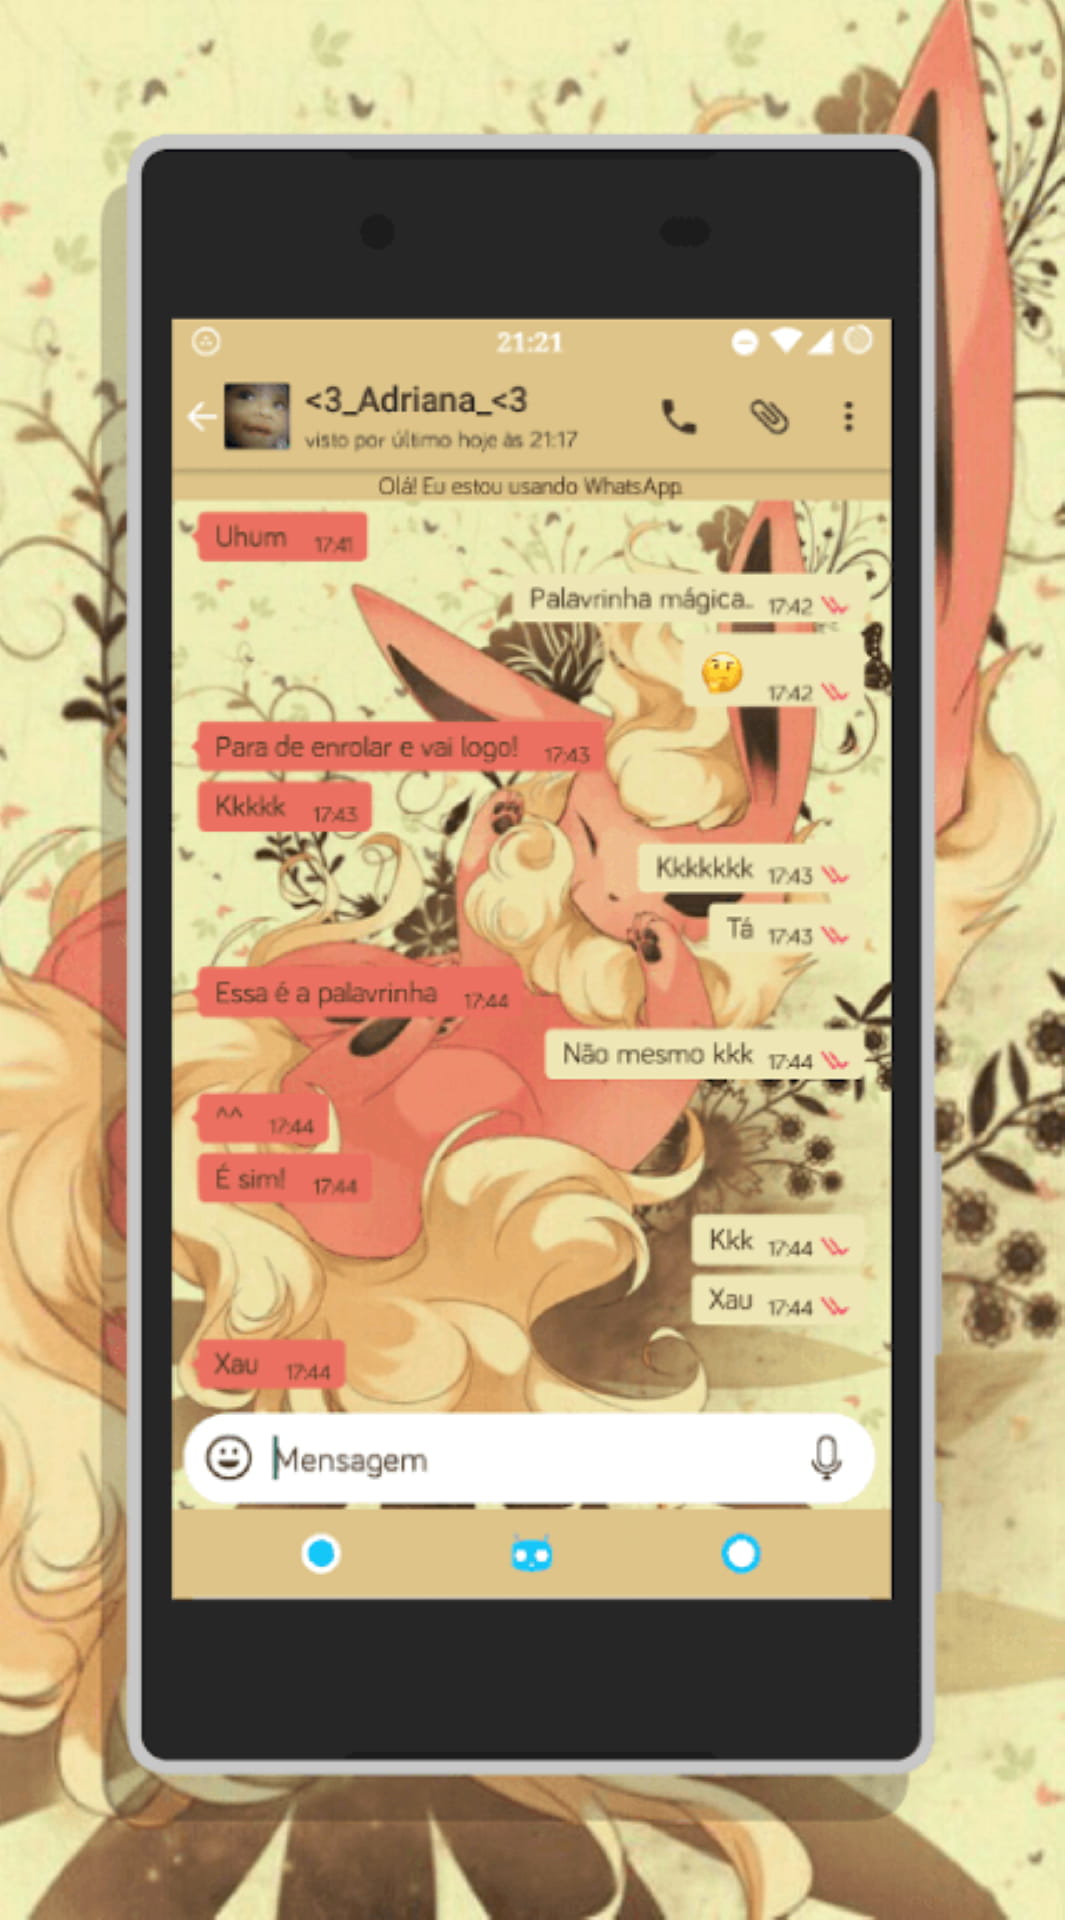 21:21
<3_Adriana_<3
visto por último hoje às 21:17
Olá! Eu estou usando WhatsApp.
Uhum 17:41
Palavrinha mágica.. 17:42
🤔 17:42
Para de enrolar e vai logo! 17:43
Kkkkk 17:43
Kkkkkkk 17:43
Tá 17:43
Essa é a palavrinha 17:44
Não mesmo kkk 17:44
^^ 17:44
É sim! 17:44
Kkk 17:44
Xau 17:44
Xau 17:44
Mensagem